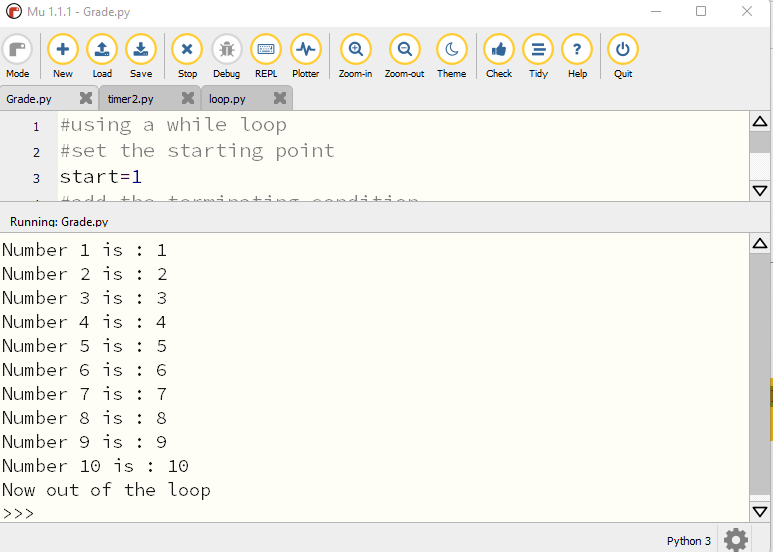 Mu 1.1.1 - Grade.py
Mode New Load Save Stop Debug REPL Plotter Zoom-in Zoom-out Theme Check Tidy Help Quit
Grade.py timer2.py loop.py
1 #using a while loop
2 #set the starting point
3 start=1
#add the terminating condition
Running: Grade.py
Number 1 is : 1
Number 2 is : 2
Number 3 is : 3
Number 4 is : 4
Number 5 is : 5
Number 6 is : 6
Number 7 is : 7
Number 8 is : 8
Number 9 is : 9
Number 10 is : 10
Now out of the loop
>>>
Python 3